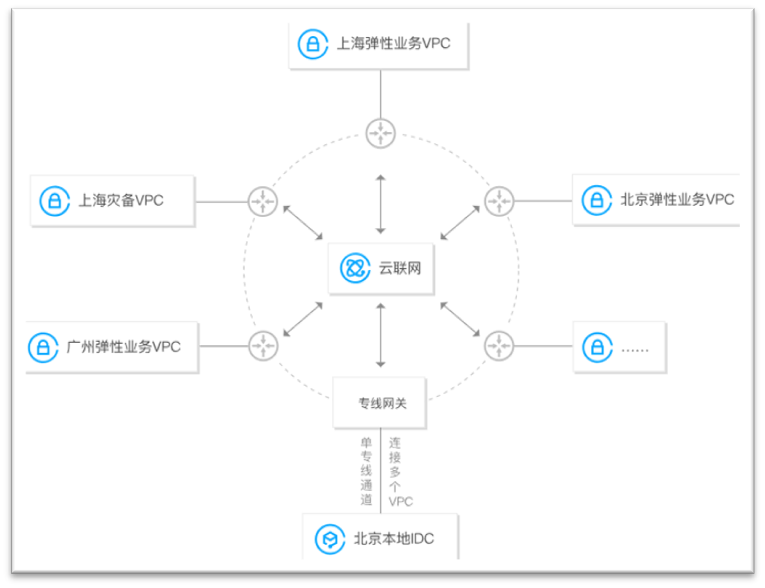 上海弹性业务VPC
上海灾备VPC
北京弹性业务VPC
云联网
广州弹性业务VPC
......
专线网关
单专线通道
连接多个VPC
北京本地IDC